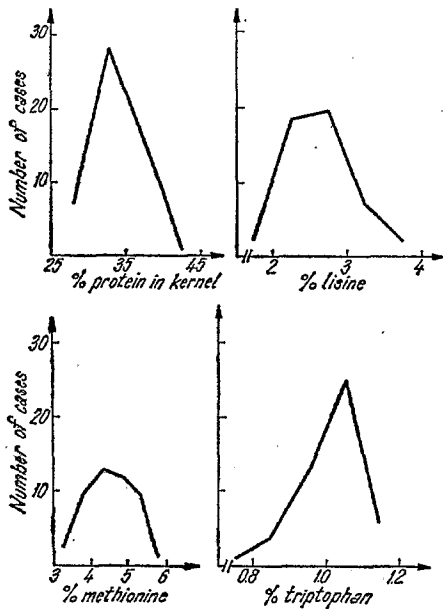 30
20
10
Number of cases
25 35 45
% protein in kernel
2 3 4
% lisine
30
20
10
Number of cases
3 4 5 6
% methionine
0.8 1.0 1.2
% triptophan